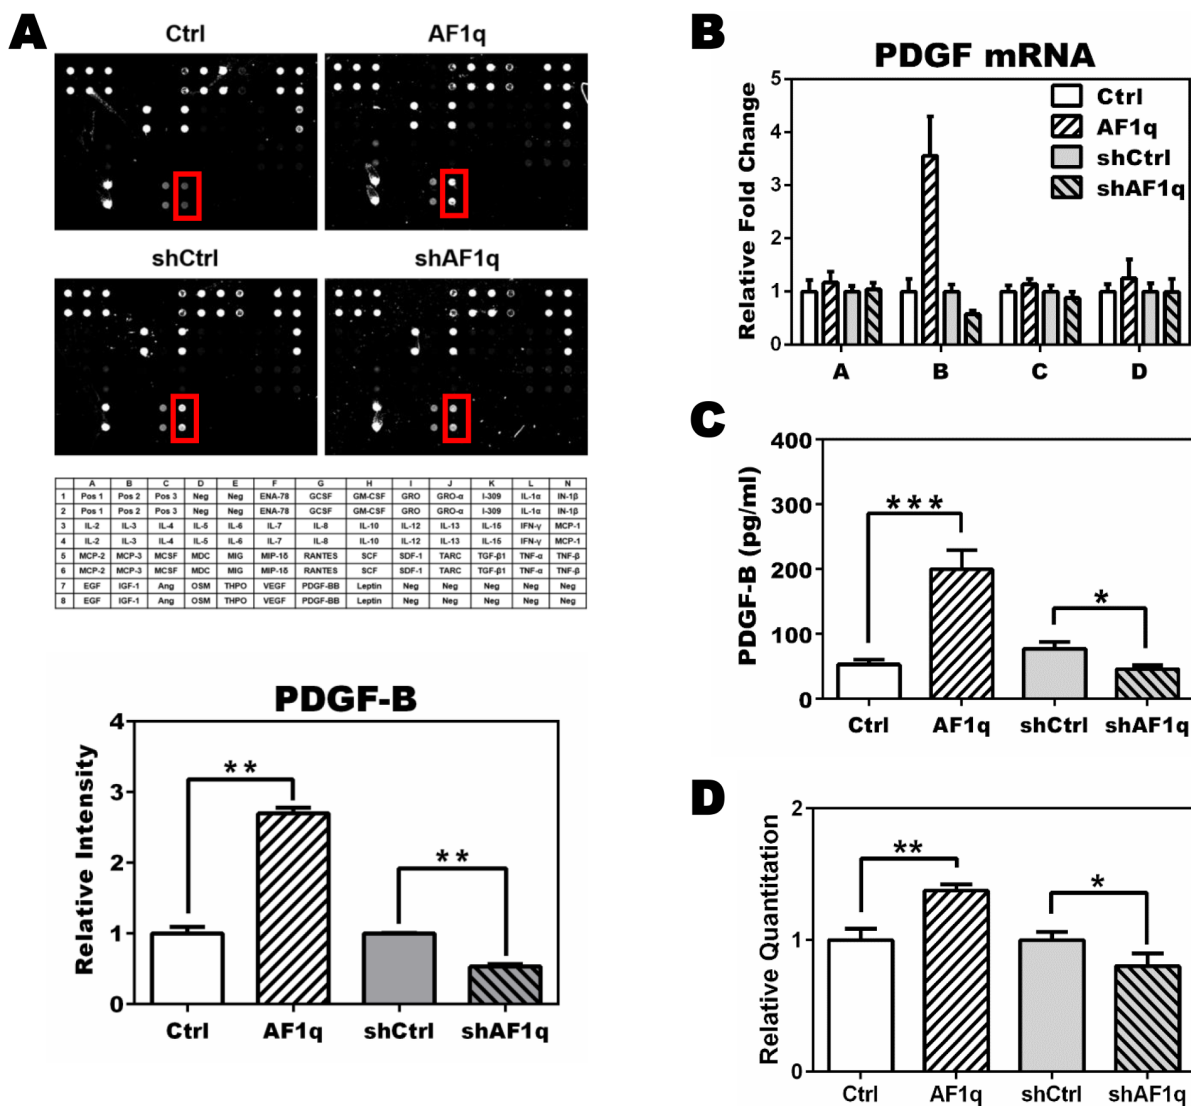 A
Ctrl
AF1q
shCtrl
shAF1q
A B C D E F G H I J K L N
1 Pos 1 Pos 2 Pos 3 Neg Neg ENA-78 GCSF GM-CSF GRO GRO-α I-309 IL-1α IN-1β
2 Pos 1 Pos 2 Pos 3 Neg Neg ENA-78 GCSF GM-CSF GRO GRO-α I-309 IL-1α IN-1β
3 IL-2 IL-3 IL-4 IL-5 IL-6 IL-7 IL-8 IL-10 IL-12 IL-13 IL-15 IFN-γ MCP-1
4 IL-2 IL-3 IL-4 IL-5 IL-6 IL-7 IL-8 IL-10 IL-12 IL-13 IL-15 IFN-γ MCP-1
5 MCP-2 MCP-3 MCSF MDC MIG MIP-1δ RANTES SCF SDF-1 TARC TGF-β1 TNF-α TNF-β
6 MCP-2 MCP-3 MCSF MDC MIG MIP-1δ RANTES SCF SDF-1 TARC TGF-β1 TNF-α TNF-β
7 EGF IGF-1 Ang OSM THPO VEGF PDGF-BB Leptin Neg Neg Neg Neg Neg
8 EGF IGF-1 Ang OSM THPO VEGF PDGF-BB Leptin Neg Neg Neg Neg Neg
PDGF-B
Relative Intensity
4
3
2
1
0
**
**
Ctrl AF1q shCtrl shAF1q
B
PDGF mRNA
Relative Fold Change
5
4
3
2
1
0
Ctrl
AF1q
shCtrl
shAF1q
A B C D
C
PDGF-B (pg/ml)
400
300
200
100
0
***
*
Ctrl AF1q shCtrl shAF1q
D
Relative Quantitation
2
1
0
**
*
Ctrl AF1q shCtrl shAF1q